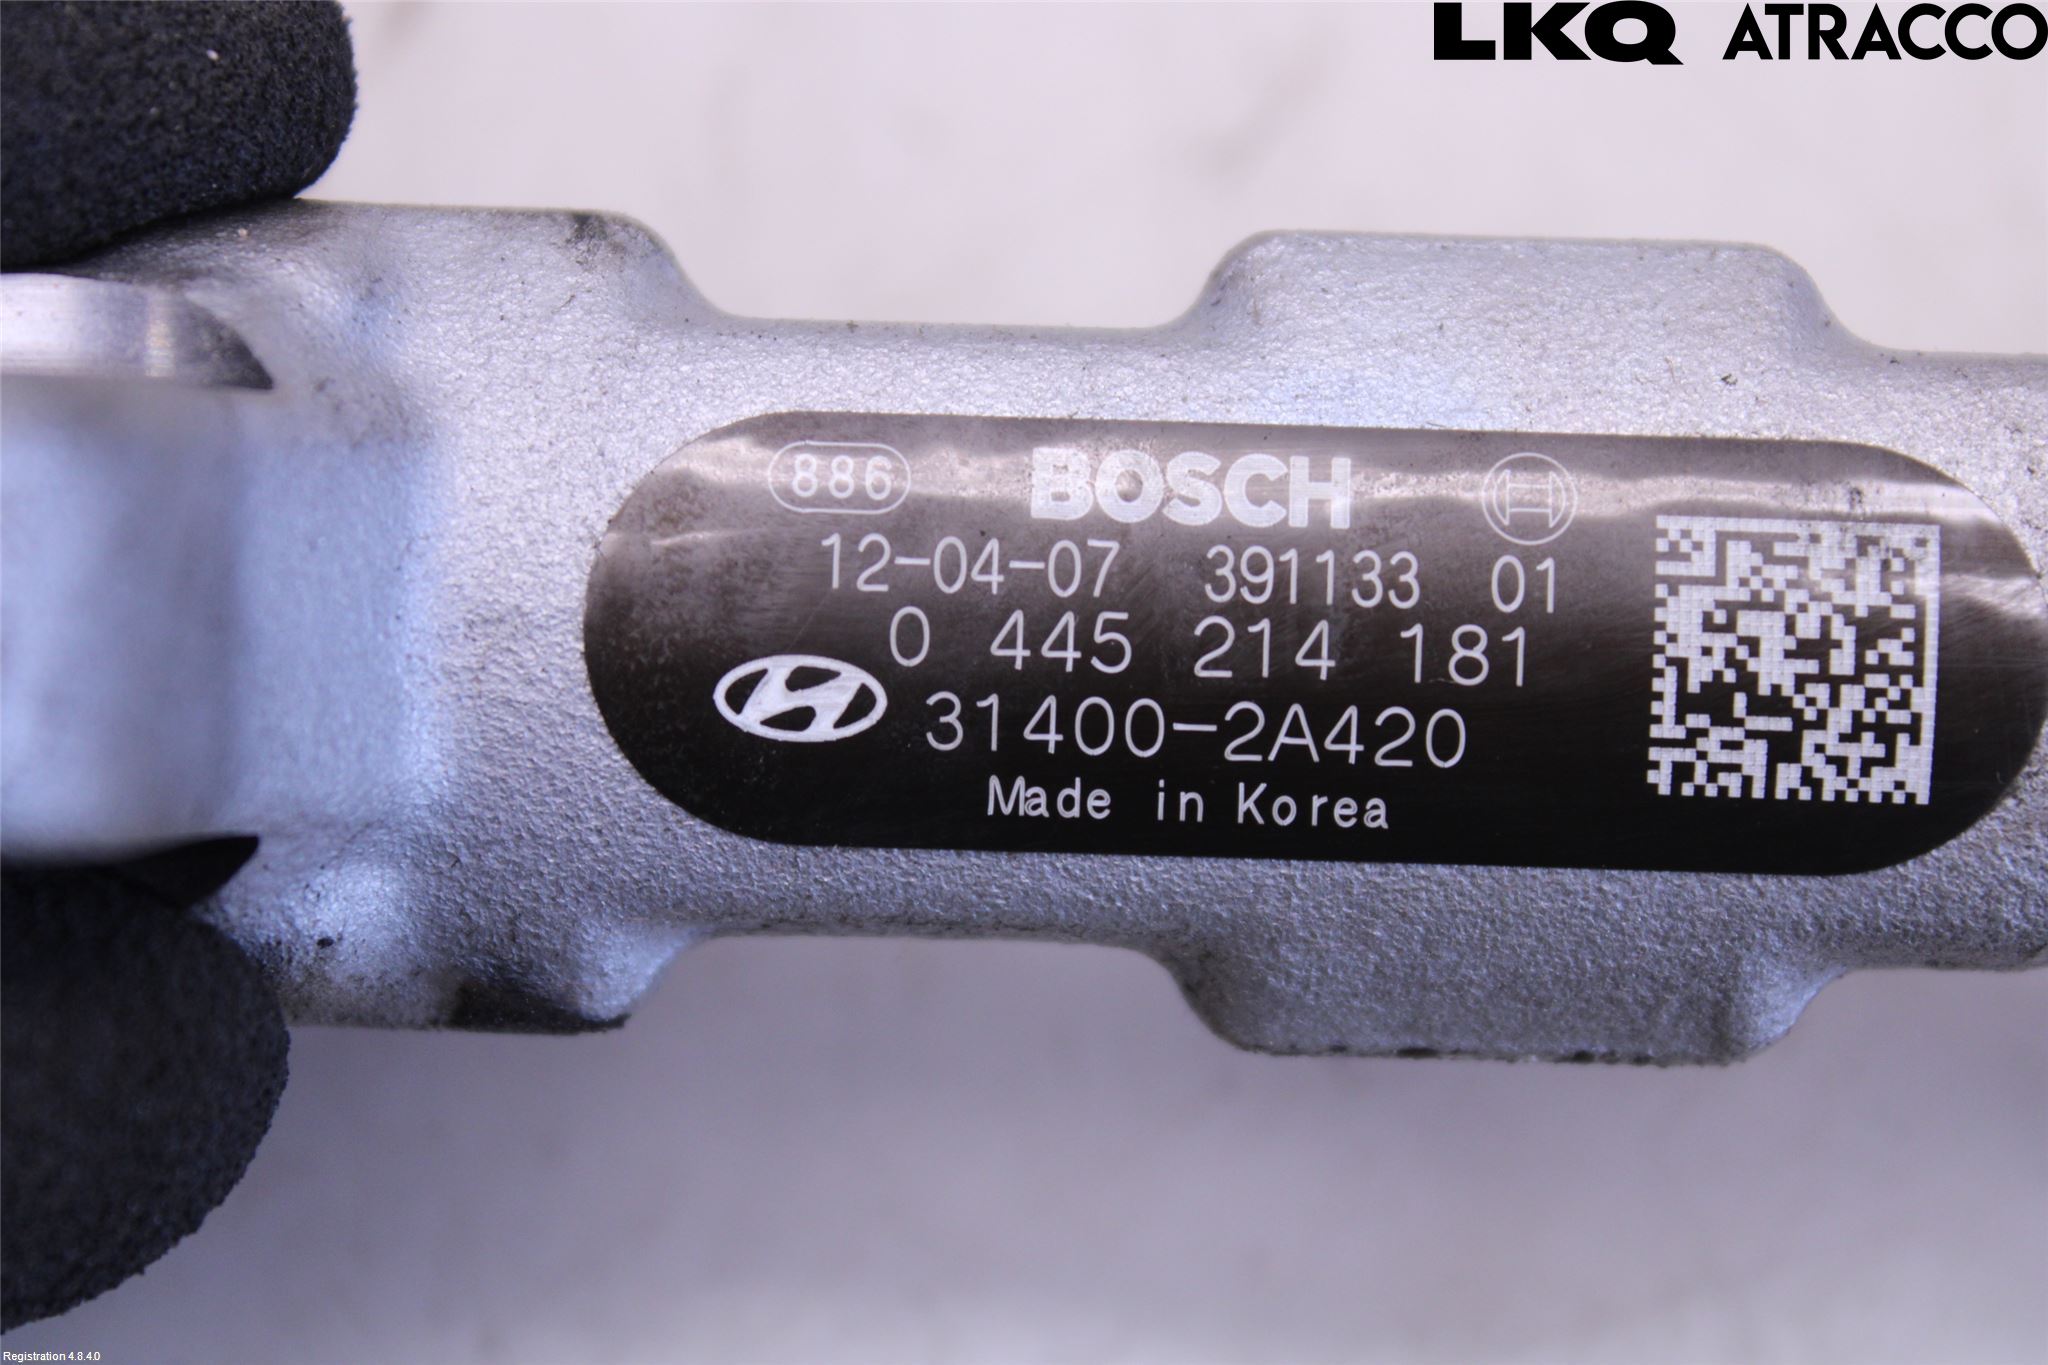 LKQ ATRACCO
886 BOSCH
12-04-07 391133 01
0 445 214 181
31400-2A420
Made in Korea
Registration 4.8.4.0